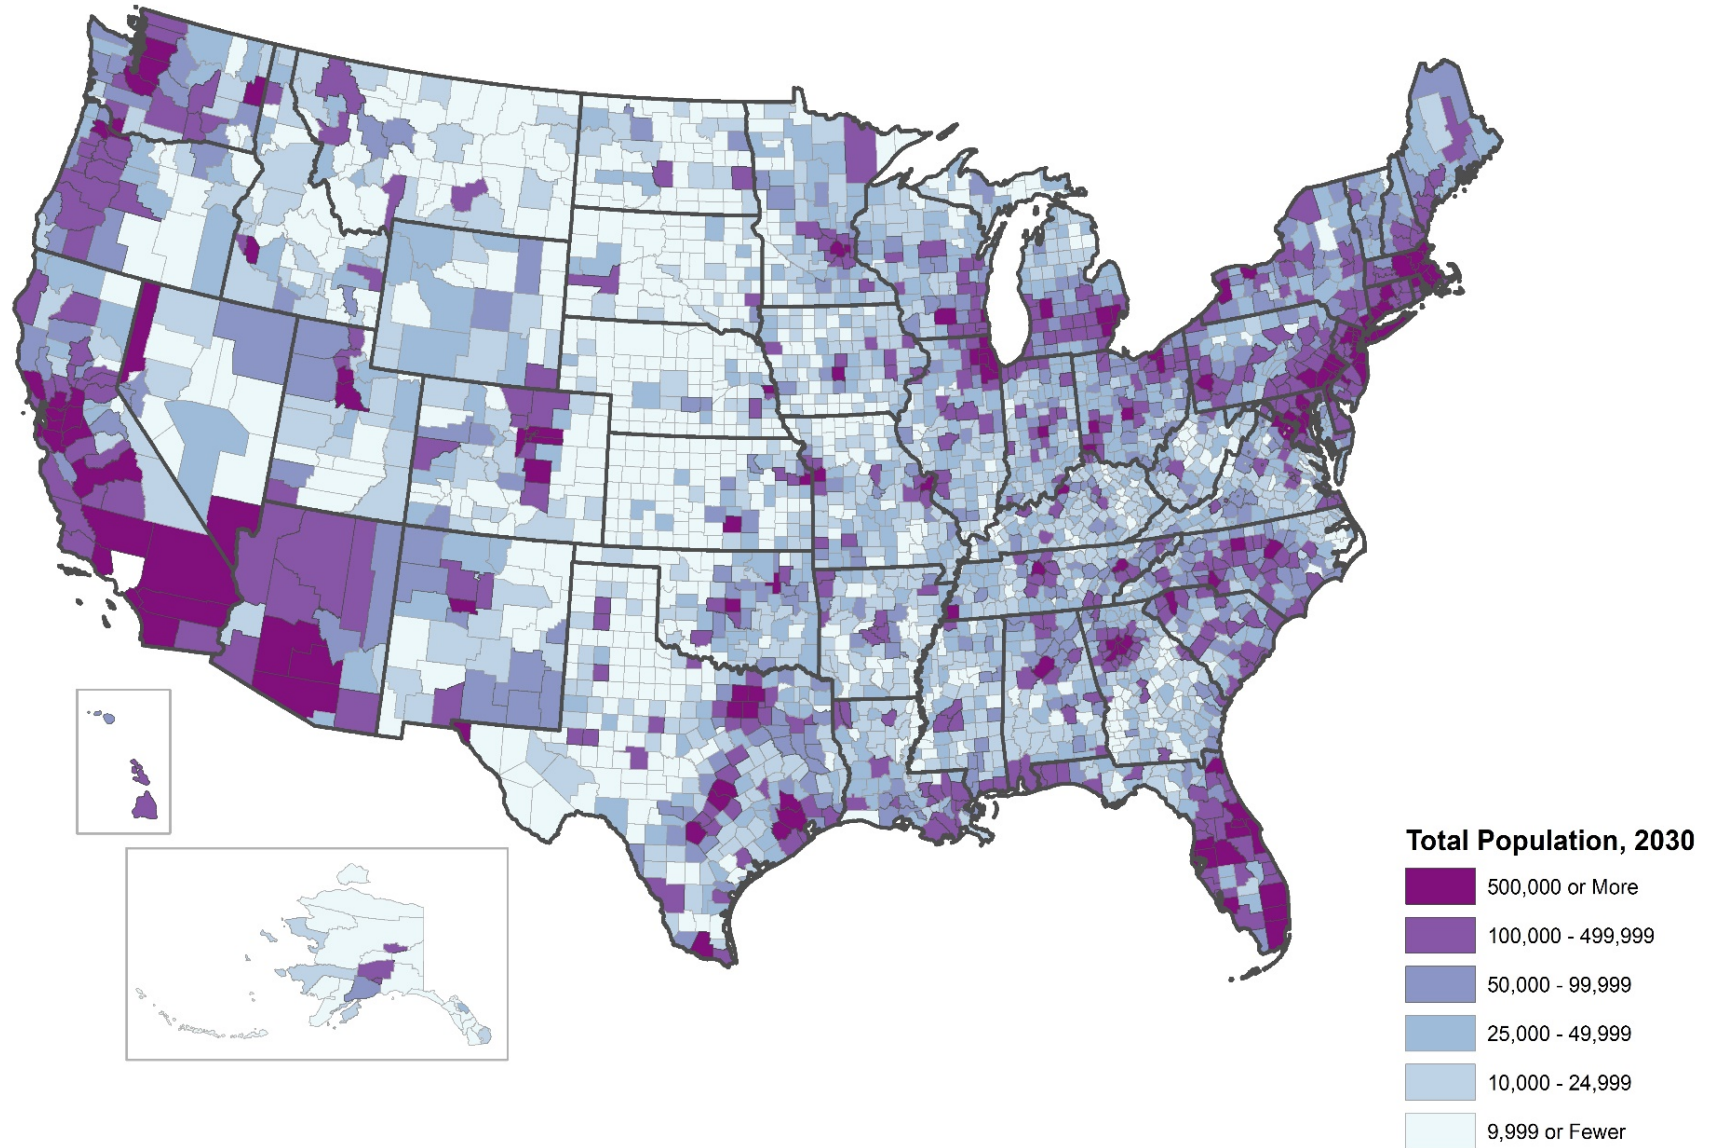 Total Population, 2030
500,000 or More
100,000 - 499,999
50,000 - 99,999
25,000 - 49,999
10,000 - 24,999
9,999 or Fewer